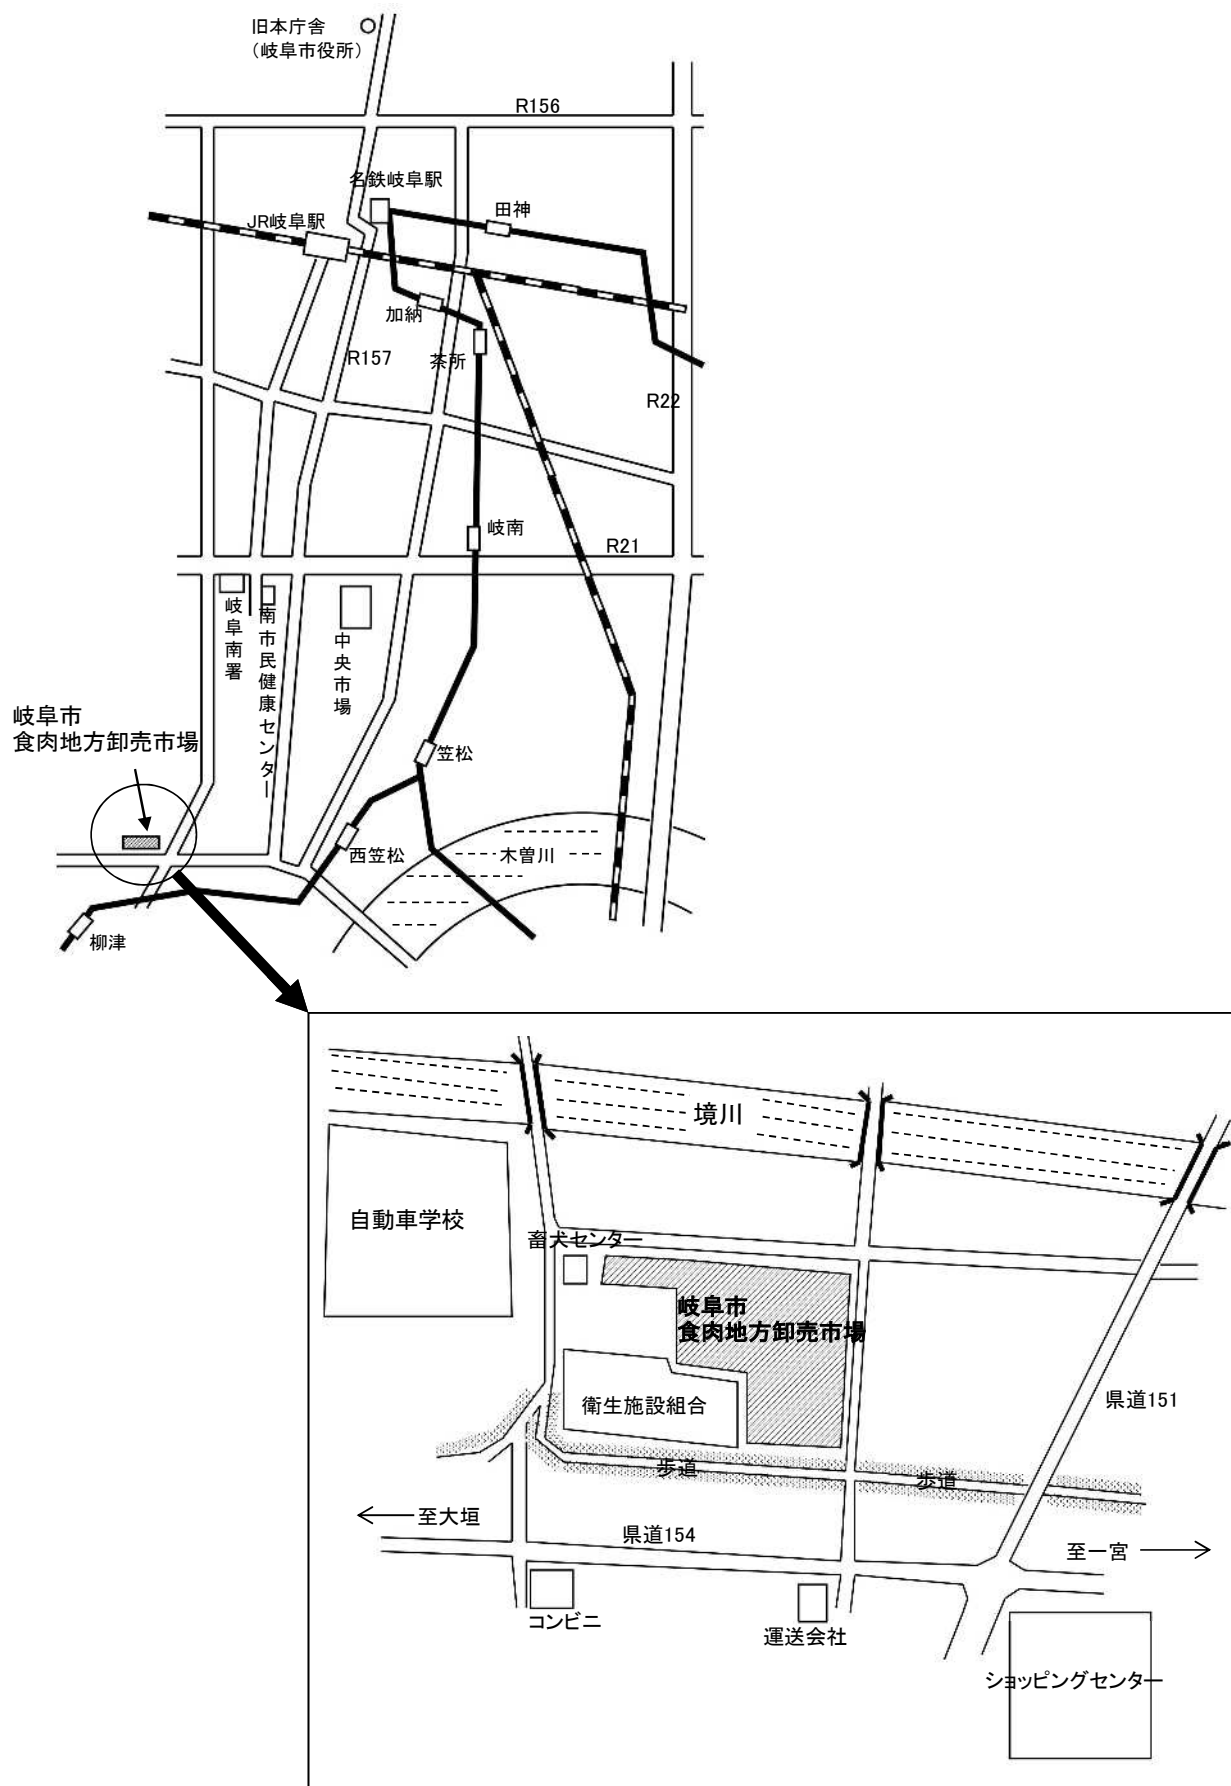 旧本庁舎
（岐阜市役所）
R156
名鉄岐阜駅
田神
JR岐阜駅
加納
茶所
R157
R22
岐南
R21
岐阜南署
南市民健康センター
中央市場
岐阜市
食肉地方卸売市場
笠松
西笠松
木曽川
柳津
境川
自動車学校
畜犬センター
岐阜市
食肉地方卸売市場
衛生施設組合
県道151
歩道
歩道
至大垣
県道154
至一宮
コンビニ
運送会社
ショッピングセンター